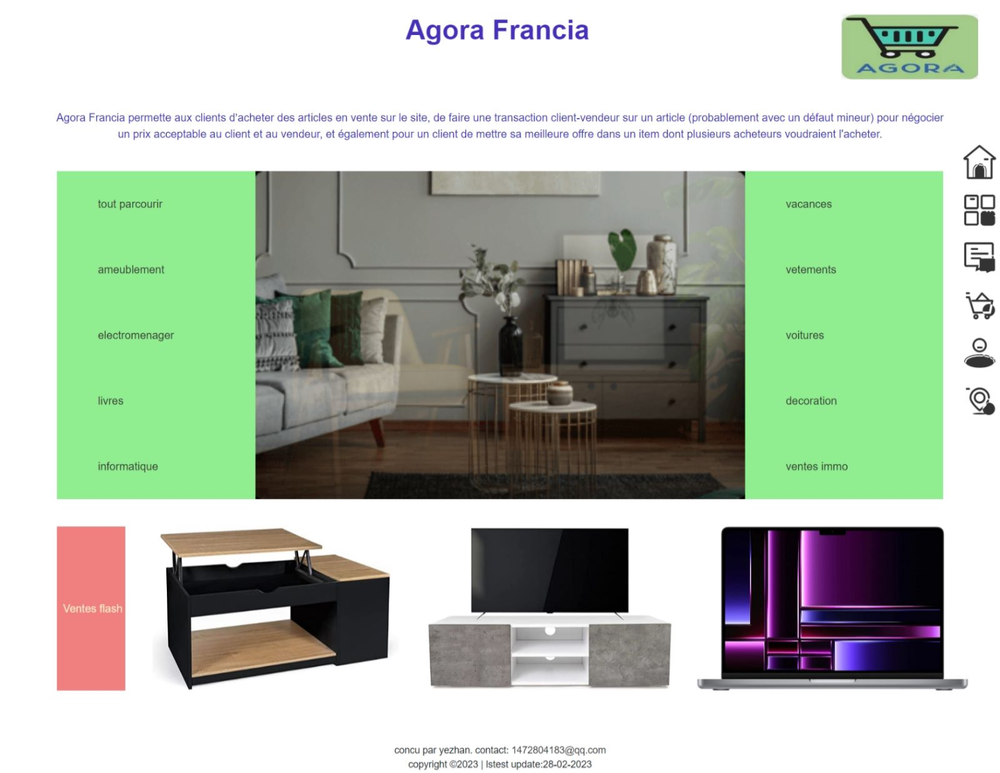 Agora Francia
AGORA
Agora Francia permette aux clients d'acheter des articles en vente sur le site, de faire une transaction client-vendeur sur un article (probablement avec un défaut mineur) pour négocier
un prix acceptable au client et au vendeur, et également pour un client de mettre sa meilleure offre dans un item dont plusieurs acheteurs voudraient l'acheter.
tout parcourir
ameublement
electromenager
livres
informatique
vacances
vetements
voitures
decoration
ventes immo
Ventes flash
concu par yezhan. contact: 1472804183@qq.com
copyright ©2023 | lstest update:28-02-2023